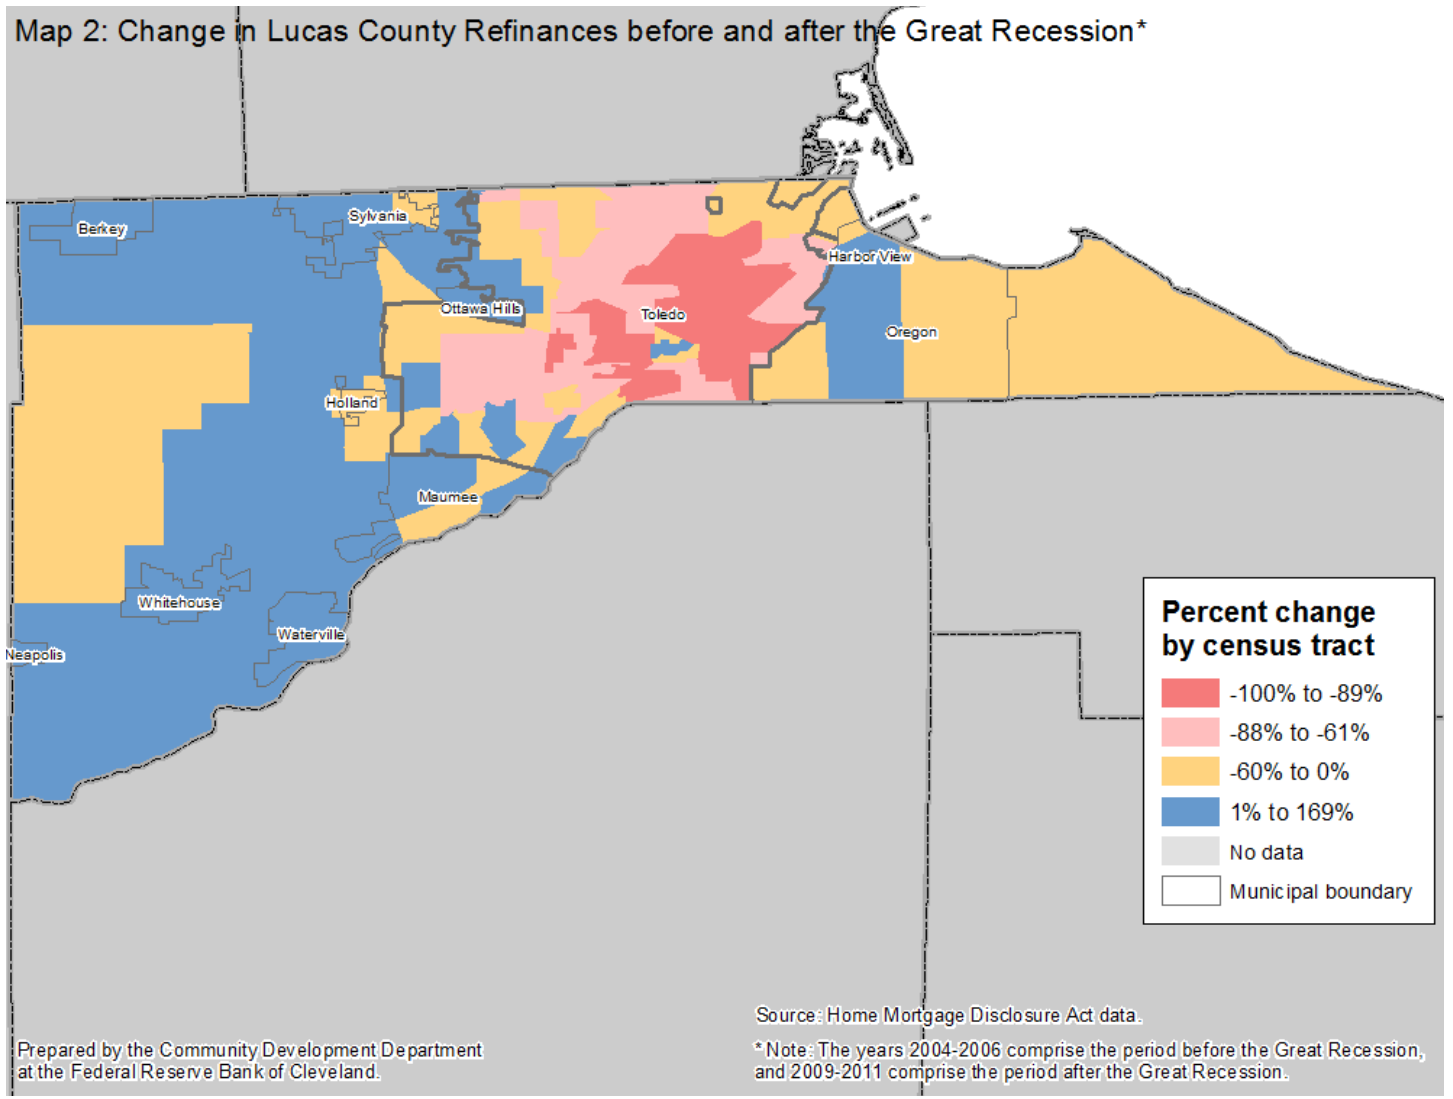 Map 2: Change in Lucas County Refinances before and after the Great Recession*
Berkey
Sylvania
Harbor View
Ottawa Hills
Toledo
Oregon
Holland
Maumee
Whitehouse
Waterville
Neapolis
Percent change
by census tract
-100% to -89%
-88% to -61%
-60% to 0%
1% to 169%
No data
Municipal boundary
Source: Home Mortgage Disclosure Act data.
Prepared by the Community Development Department
at the Federal Reserve Bank of Cleveland.
* Note: The years 2004-2006 comprise the period before the Great Recession,
and 2009-2011 comprise the period after the Great Recession.